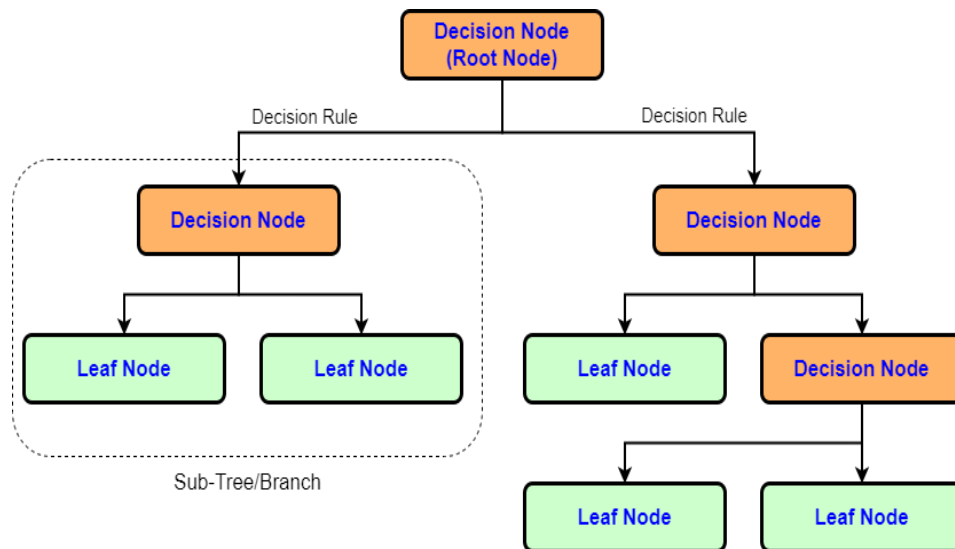 Decision Node
(Root Node)
Decision Rule
Decision Rule
Decision Node
Decision Node
Leaf Node
Leaf Node
Leaf Node
Decision Node
Sub-Tree/Branch
Leaf Node
Leaf Node